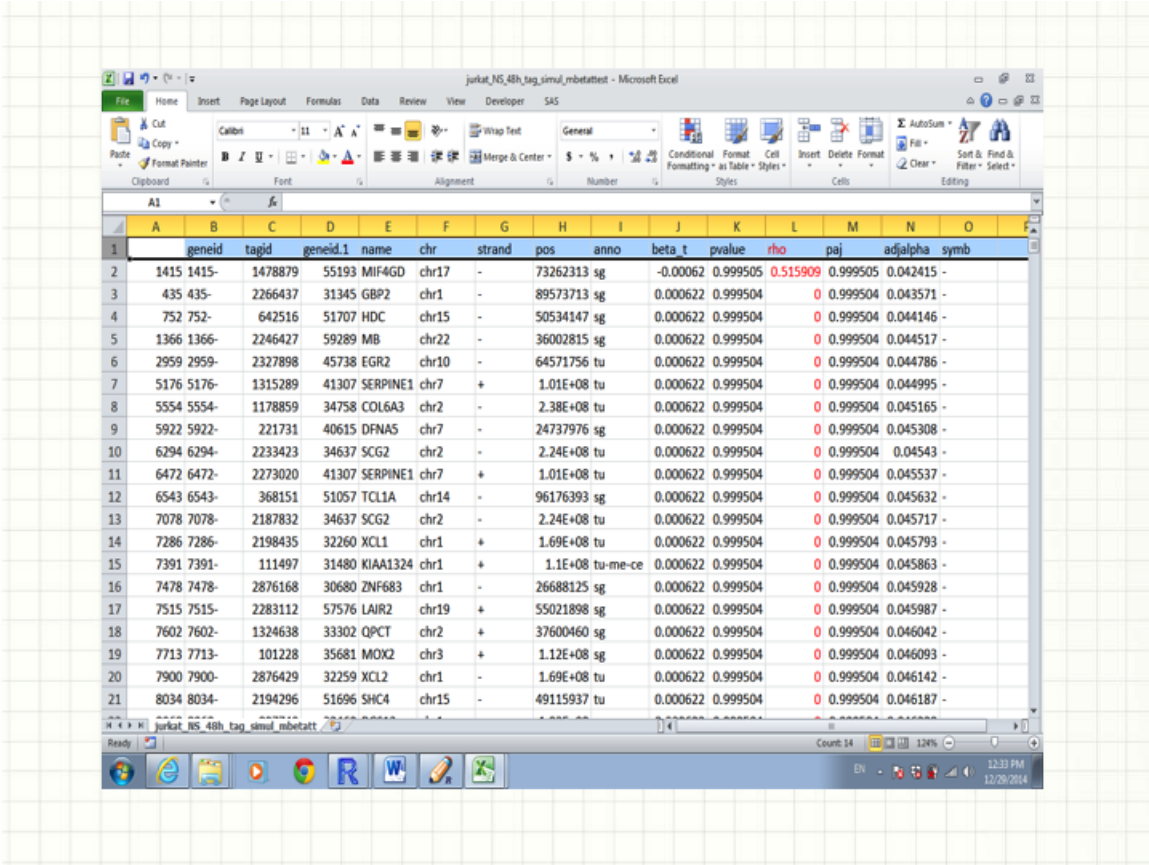 jurkat_NS_48h_tag_simul_mbetattest - Microsoft Excel
File Home Insert Page Layout Formulas Data Review View Developer SAS
Cut
Copy
Format Painter
Paste
Calibri 11
Wrap Text
Merge & Center
General
Conditional Formatting
Format as Table
Cell Styles
Insert Delete Format
AutoSum
Fill
Clear
Sort & Filter
Find & Select
Clipboard Font Alignment Number Styles Cells Editing
A1 fx
A B C D E F G H I J K L M N O
1 geneid tagid geneid.1 name chr strand pos anno beta_t pvalue rho paj adjalpha symb
2 1415 1415- 1478879 55193 MIF4GD chr17 - 73262313 sg -0.00062 0.999505 0.515909 0.999505 0.042415 -
3 435 435- 2266437 31345 GBP2 chr1 - 89573713 sg 0.000622 0.999504 0 0.999504 0.043571 -
4 752 752- 642516 51707 HDC chr15 - 50534147 sg 0.000622 0.999504 0 0.999504 0.044146 -
5 1366 1366- 2246427 59289 MB chr22 - 36002815 sg 0.000622 0.999504 0 0.999504 0.044517 -
6 2959 2959- 2327898 45738 EGR2 chr10 - 64571756 tu 0.000622 0.999504 0 0.999504 0.044786 -
7 5176 5176- 1315289 41307 SERPINE1 chr7 + 1.01E+08 tu 0.000622 0.999504 0 0.999504 0.044995 -
8 5554 5554- 1178859 34758 COL6A3 chr2 - 2.38E+08 tu 0.000622 0.999504 0 0.999504 0.045165 -
9 5922 5922- 221731 40615 DFNA5 chr7 - 24737976 sg 0.000622 0.999504 0 0.999504 0.045308 -
10 6294 6294- 2233423 34637 SCG2 chr2 - 2.24E+08 tu 0.000622 0.999504 0 0.999504 0.04543 -
11 6472 6472- 2273020 41307 SERPINE1 chr7 + 1.01E+08 tu 0.000622 0.999504 0 0.999504 0.045537 -
12 6543 6543- 368151 51057 TCL1A chr14 - 96176393 sg 0.000622 0.999504 0 0.999504 0.045632 -
13 7078 7078- 2187832 34637 SCG2 chr2 - 2.24E+08 tu 0.000622 0.999504 0 0.999504 0.045717 -
14 7286 7286- 2198435 32260 XCL1 chr1 + 1.69E+08 tu 0.000622 0.999504 0 0.999504 0.045793 -
15 7391 7391- 111497 31480 KIAA1324 chr1 + 1.1E+08 tu-me-ce 0.000622 0.999504 0 0.999504 0.045863 -
16 7478 7478- 2876168 30680 ZNF683 chr1 - 26688125 sg 0.000622 0.999504 0 0.999504 0.045928 -
17 7515 7515- 2283112 57576 LAIR2 chr19 + 55021898 sg 0.000622 0.999504 0 0.999504 0.045987 -
18 7602 7602- 1324638 33302 QPCT chr2 + 37600460 sg 0.000622 0.999504 0 0.999504 0.046042 -
19 7713 7713- 101228 35681 MOX2 chr3 + 1.12E+08 sg 0.000622 0.999504 0 0.999504 0.046093 -
20 7900 7900- 2876429 32259 XCL2 chr1 - 1.69E+08 tu 0.000622 0.999504 0 0.999504 0.046142 -
21 8034 8034- 2194296 51696 SHC4 chr15 - 49115937 tu 0.000622 0.999504 0 0.999504 0.046187 -
jurkat_NS_48h_tag_simul_mbetatt
Ready Count: 14 124%
EN 12:33 PM
12/29/2014